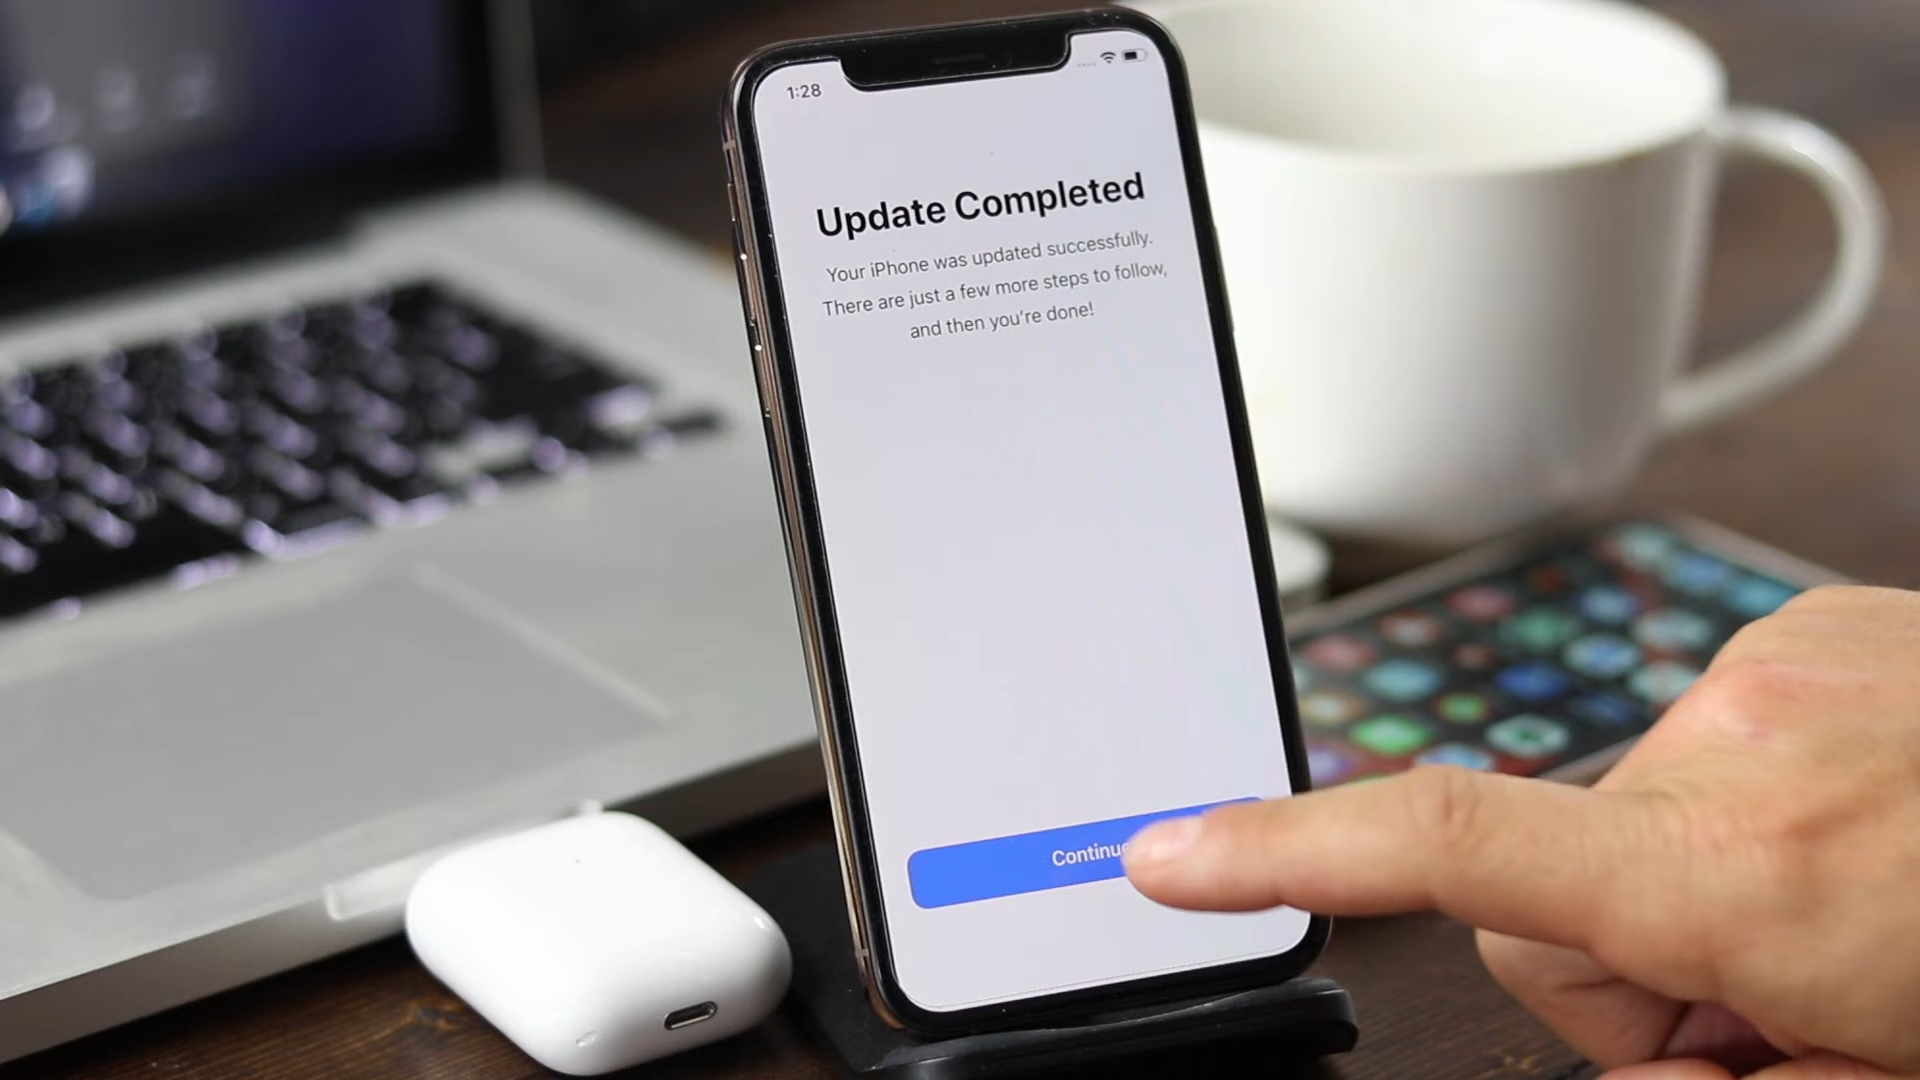 1:28
Update Completed
Your iPhone was updated successfully.
There are just a few more steps to follow,
and then you're done!
Continue